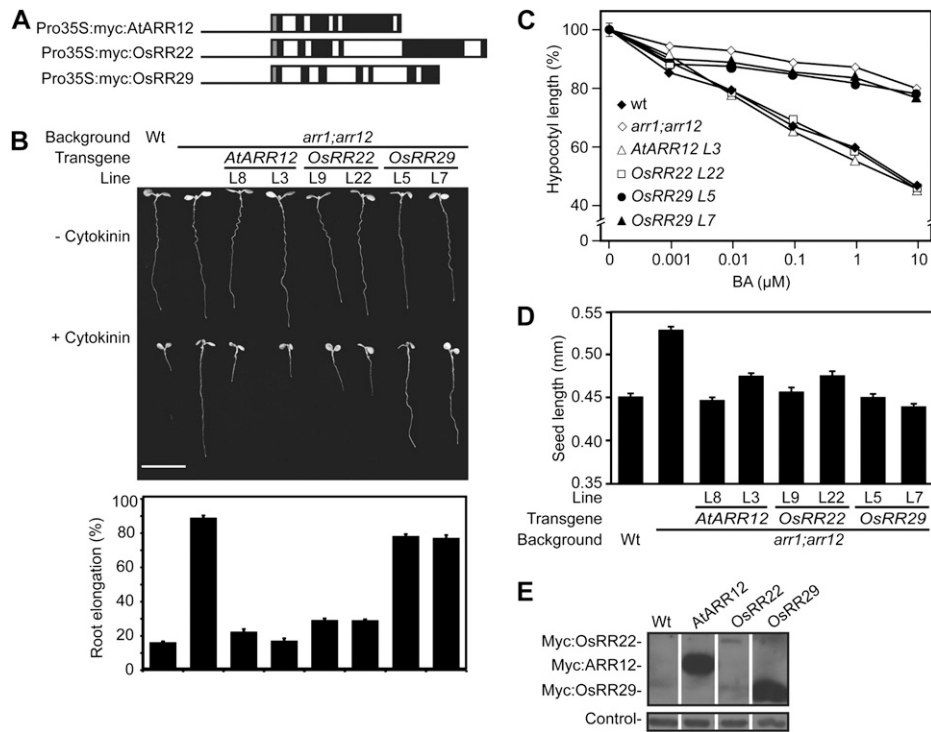 A
Pro35S:myc:AtARR12
Pro35S:myc:OsRR22
Pro35S:myc:OsRR29
B
Background Wt arr1;arr12
Transgene AtARR12 OsRR22 OsRR29
Line L8 L3 L9 L22 L5 L7
- Cytokinin
+ Cytokinin
Root elongation (%)
100
80
60
40
20
0
C
Hypocotyl length (%)
100
80
60
40
0
wt
arr1;arr12
AtARR12 L3
OsRR22 L22
OsRR29 L5
OsRR29 L7
0 0.001 0.01 0.1 1 10
BA (µM)
D
Seed length (mm)
0.55
0.50
0.45
0.40
0.35
Line L8 L3 L9 L22 L5 L7
Transgene AtARR12 OsRR22 OsRR29
Background Wt arr1;arr12
E
Wt AtARR12 OsRR22 OsRR29
Myc:OsRR22-
Myc:ARR12-
Myc:OsRR29-
Control-